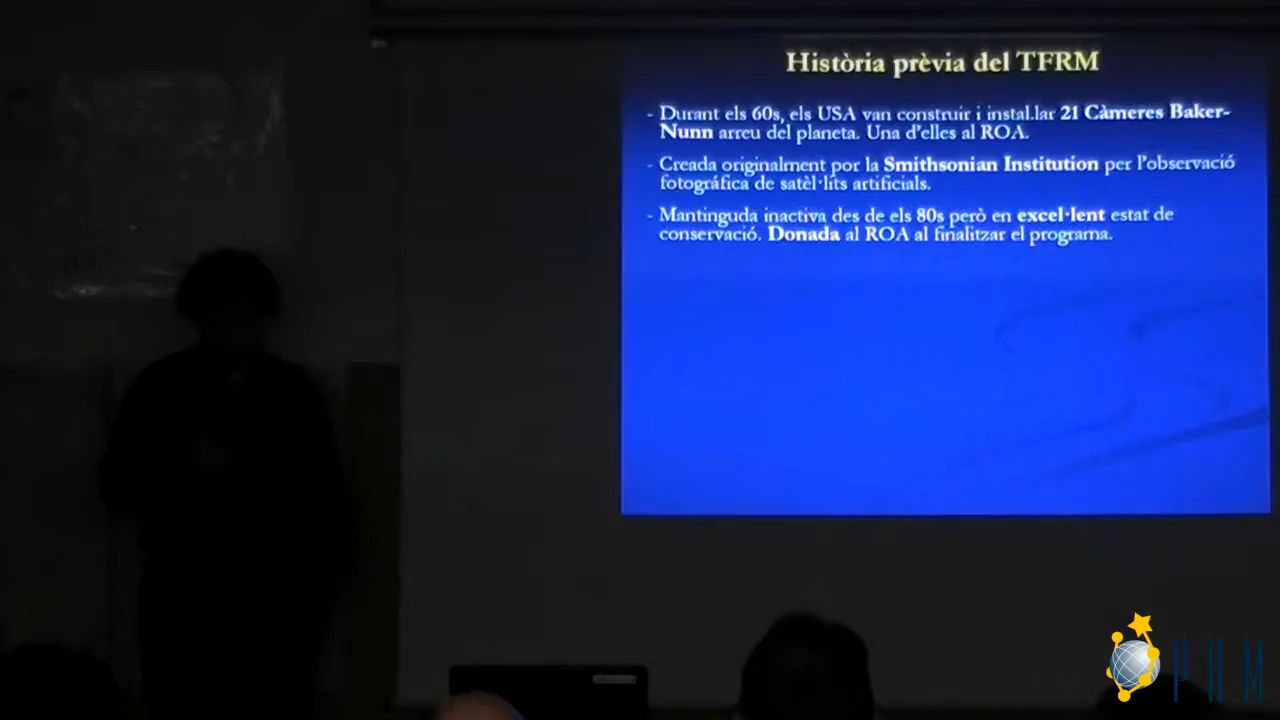 Història prèvia del TFRM
- Durant els 60s, els USA van construir i instal.lar 21 Càmeres Baker-
Nunn arreu del planeta. Una d'elles al ROA.
- Creada originalment por la Smithsonian Institution per l'observació
fotográfica de satèl·lits artificials.
- Mantinguda inactiva des de els 80s però en excel·lent estat de
conservació. Donada al ROA al finalitzar el programa.